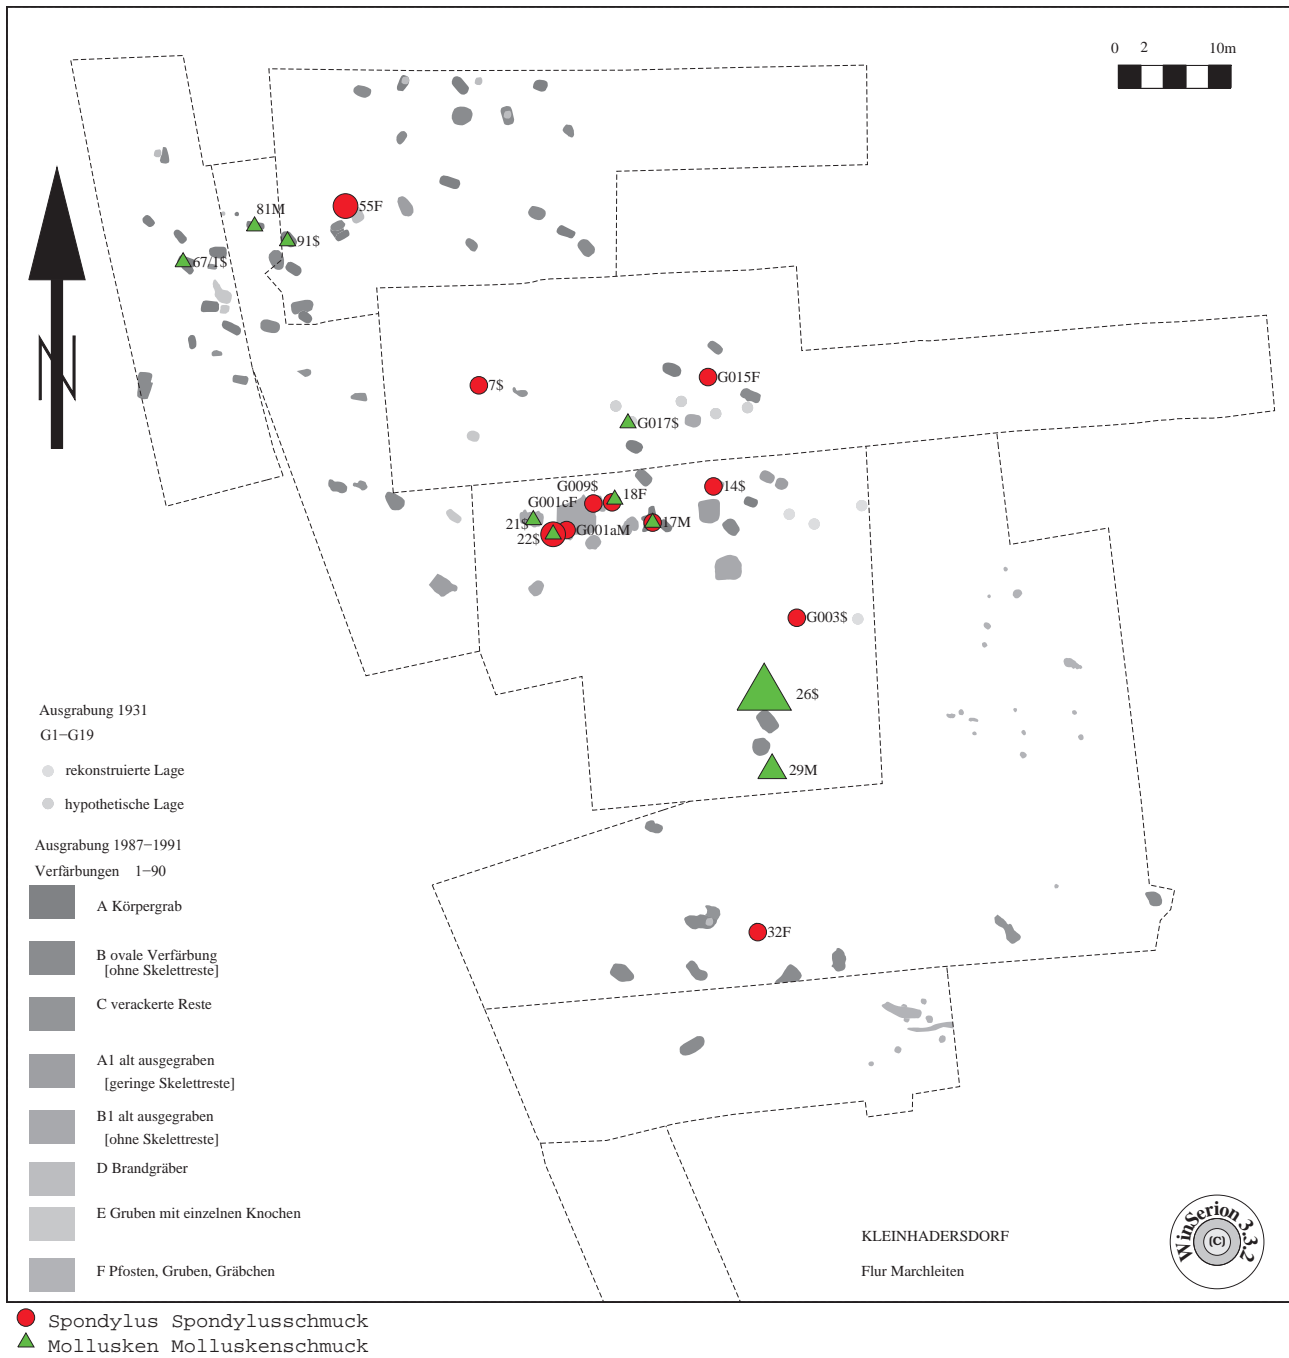 0 2 10m
81M
55F
91$
67/1$
7$
G015F
G017$
G009$
18F
14$
G001cF
21$
17M
22$
G001aM
G003$
26$
29M
32F
N
Ausgrabung 1931
G1−G19
rekonstruierte Lage
hypothetische Lage
Ausgrabung 1987−1991
Verfärbungen 1−90
A Körpergrab
B ovale Verfärbung
[ohne Skelettreste]
C verackerte Reste
A1 alt ausgegraben
[geringe Skelettreste]
B1 alt ausgegraben
[ohne Skelettreste]
D Brandgräber
E Gruben mit einzelnen Knochen
F Pfosten, Gruben, Gräbchen
KLEINHADERSDORF
Flur Marchleiten
WinSerion 3.3.2
(C)
Spondylus Spondylusschmuck
Mollusken Molluskenschmuck